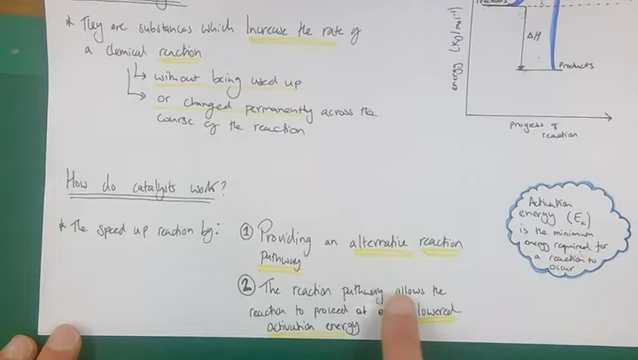 * They are substances which Increase the rate of
a chemical reaction
↳ without being used up
↳ or changed permanently across the
course of the reaction
energy (kJ/mol⁻¹)
ΔH
Products
progress of
reaction
How do catalysts work?
* The speed up reaction by:
① Providing an alternative reaction
pathway
② The reaction pathway allows the
reaction to proceed at lowered
activation energy
Activation
energy (Eₐ)
is the minimum
energy required for
a reaction to
occur